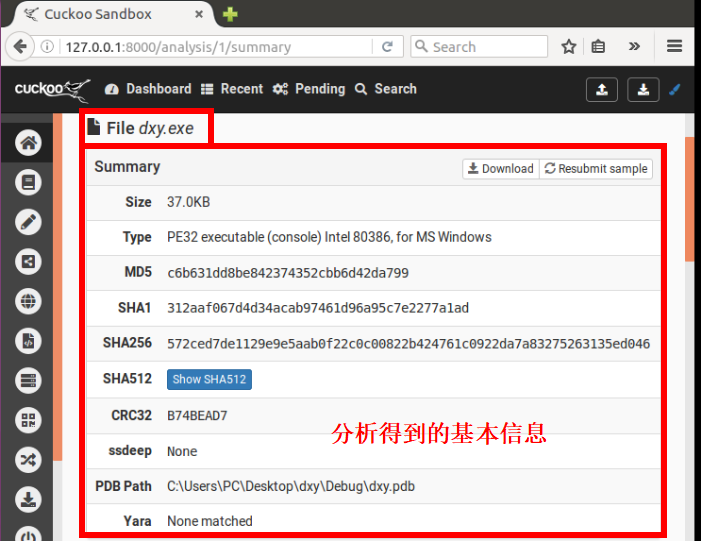 Cuckoo Sandbox
127.0.0.1:8000/analysis/1/summary
Search
cuckoo Dashboard Recent Pending Search
File dxy.exe
Summary Download Resubmit sample
Size 37.0KB
Type PE32 executable (console) Intel 80386, for MS Windows
MD5 c6b631dd8be842374352cbb6d42da799
SHA1 312aaf067d4d34acab97461d96a95c7e2277a1ad
SHA256 572ced7de1129e9e5aab0f22c0c00822b424761c0922da7a83275263135ed046
SHA512 Show SHA512
CRC32 B74BEAD7
分析得到的基本信息
ssdeep None
PDB Path C:\Users\PC\Desktop\dxy\Debug\dxy.pdb
Yara None matched